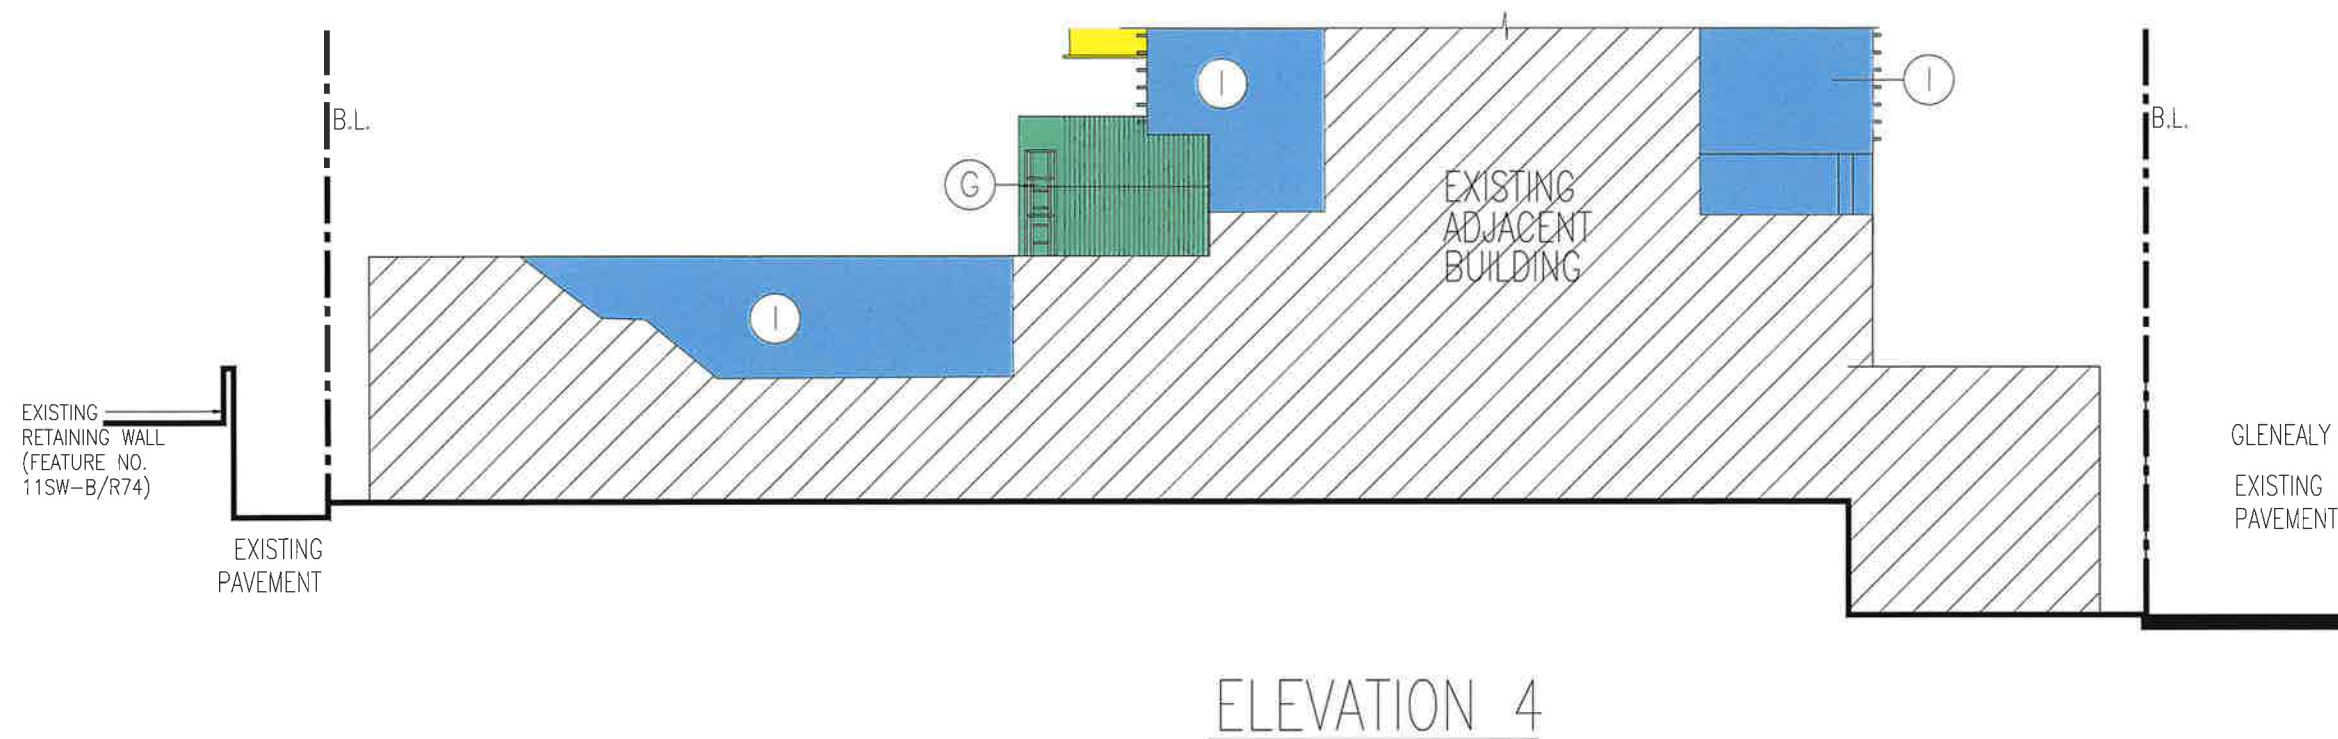 B.L.
I
I
B.L.
G
EXISTING
ADJACENT
BUILDING
I
EXISTING
RETAINING WALL
(FEATURE NO.
11SW-B/R74)
GLENEALY
EXISTING
PAVEMENT
EXISTING
PAVEMENT
ELEVATION 4